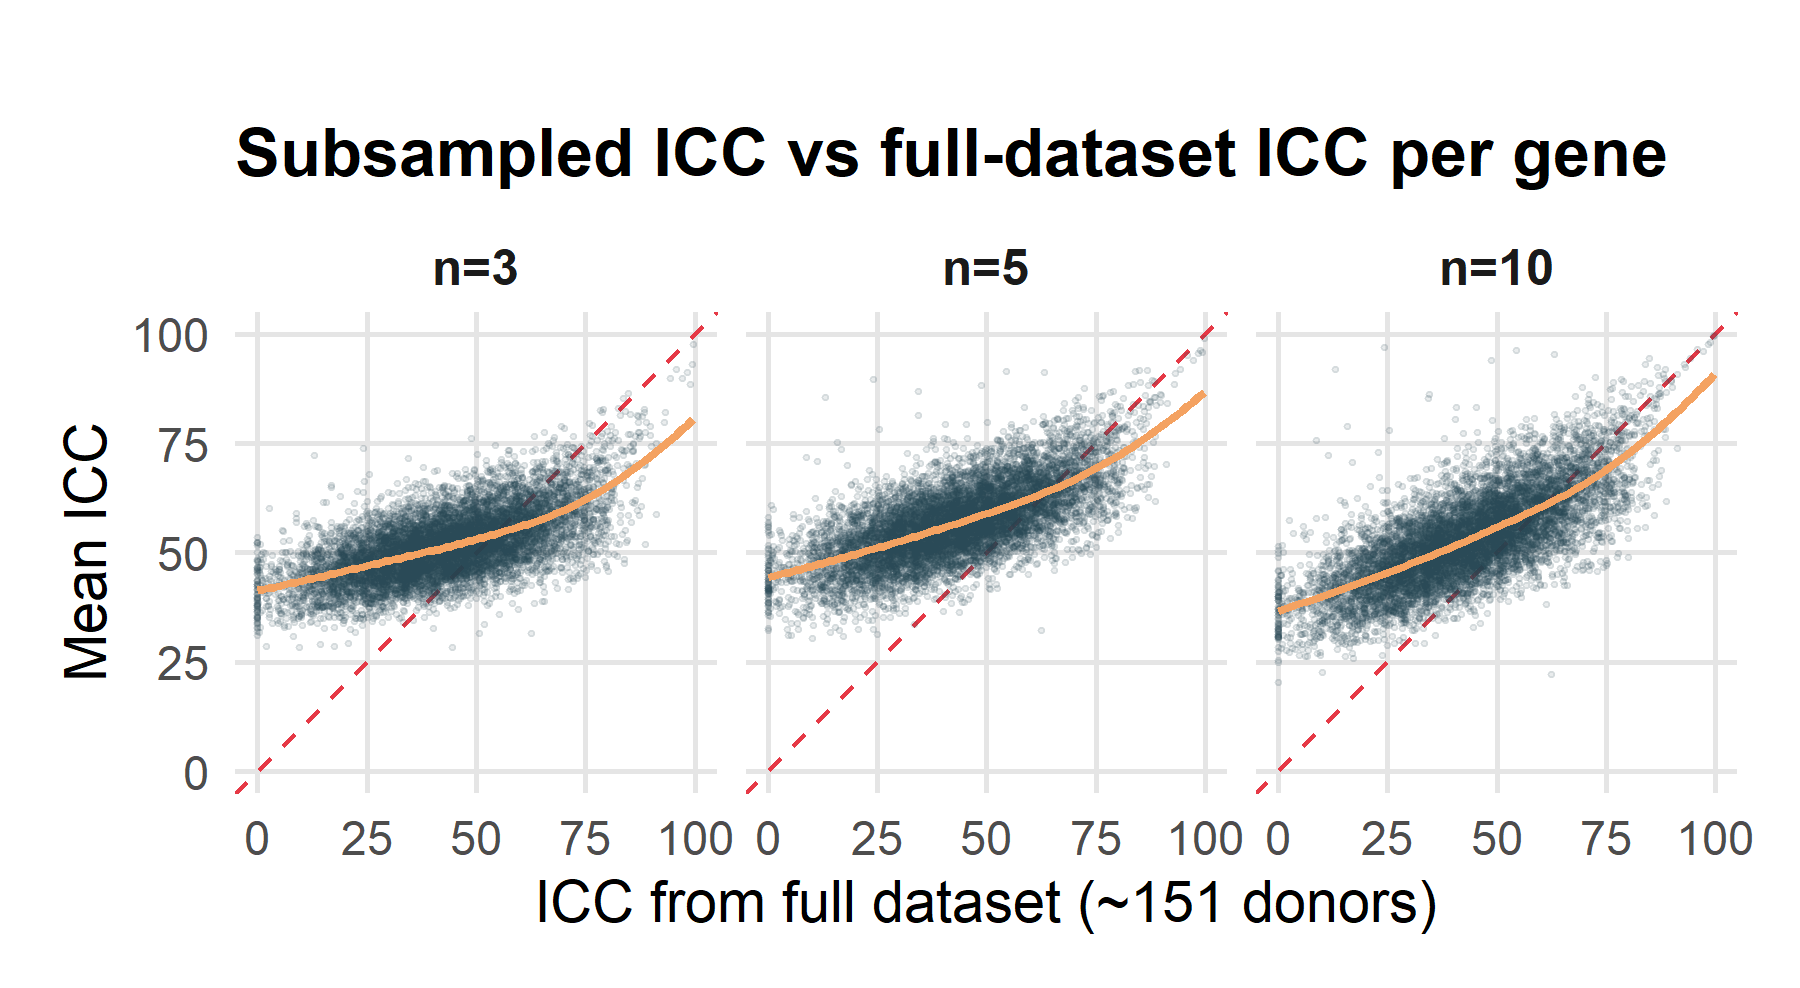 Subsampled ICC vs full-dataset ICC per gene
n=3 n=5 n=10
Mean ICC
100
75
50
25
0
0 25 50 75 100 0 25 50 75 100 0 25 50 75 100
ICC from full dataset (~151 donors)